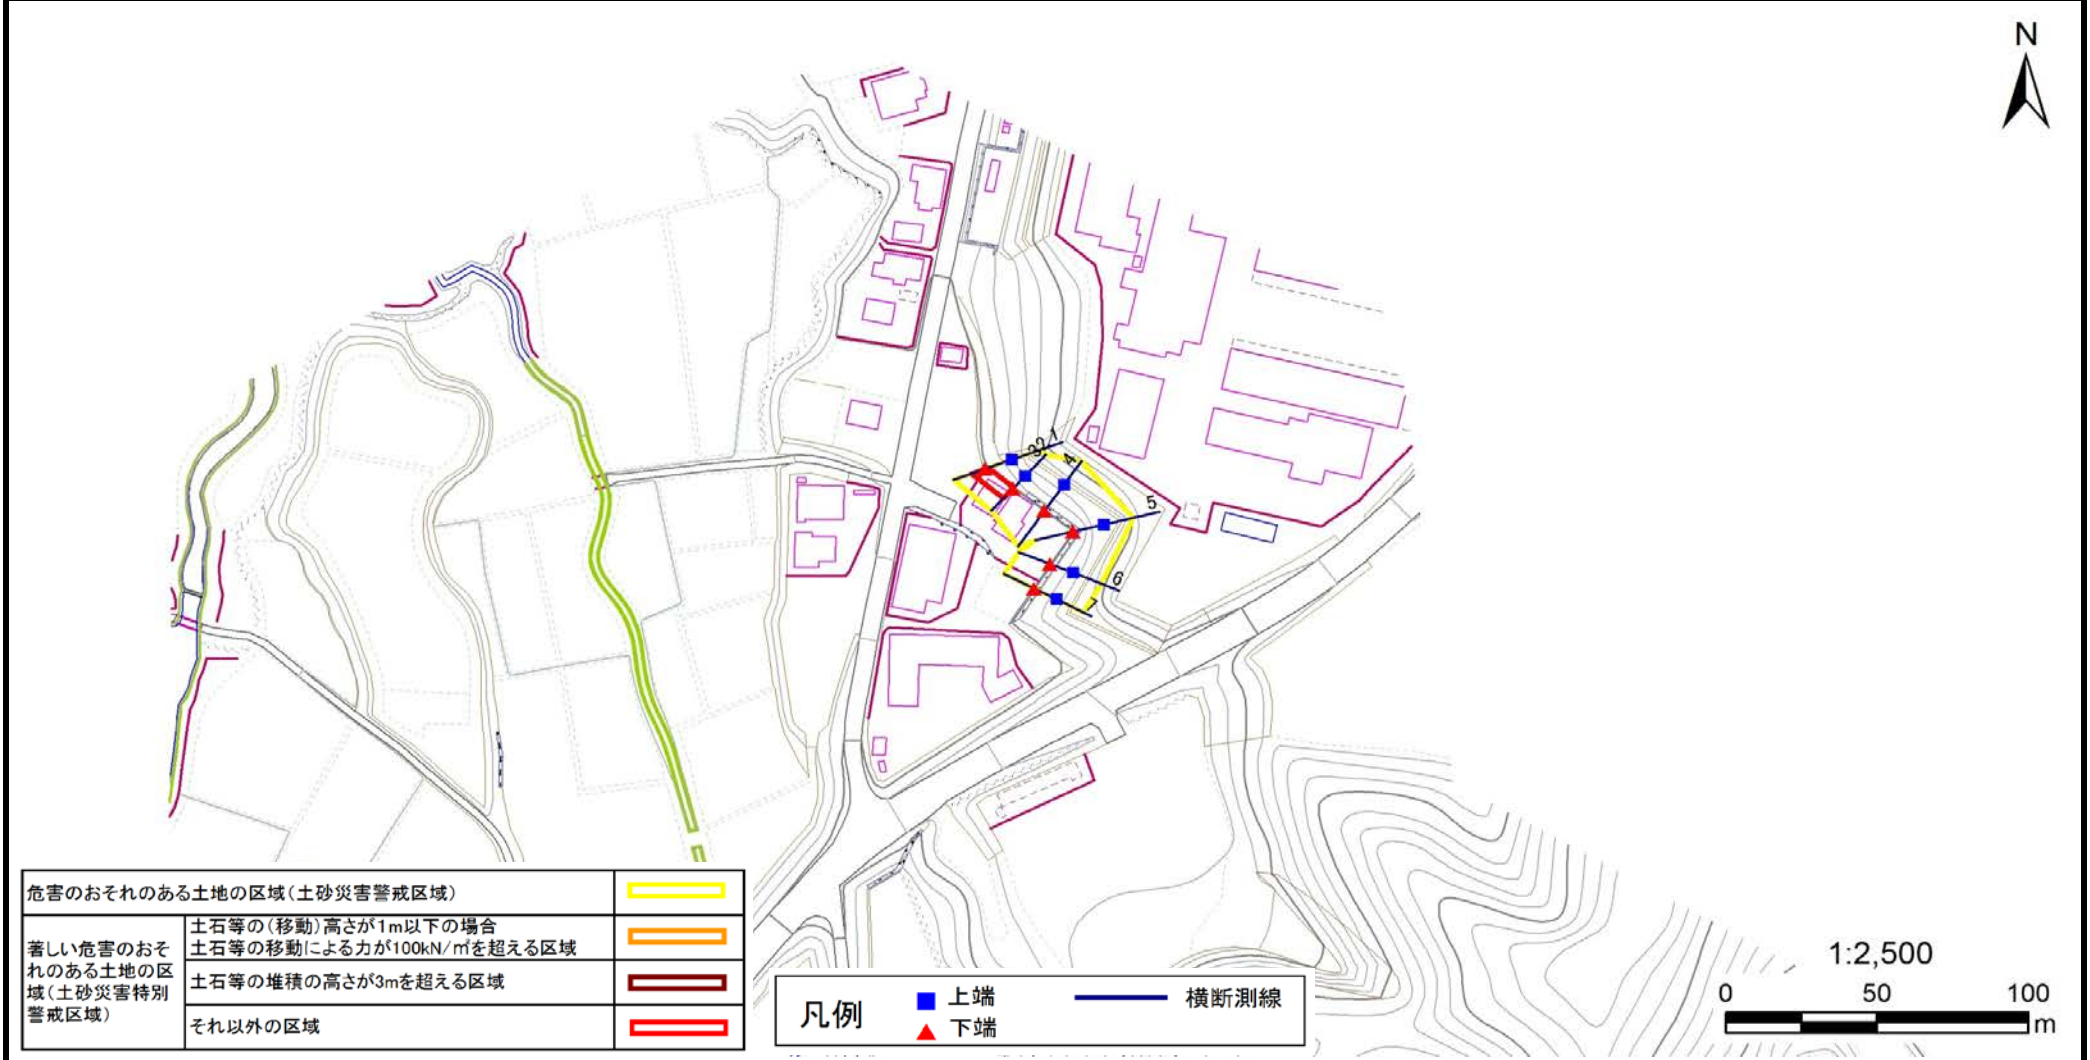 N
1
2
3
4
5
6
危害のおそれのある土地の区域(土砂災害警戒区域)
著しい危害のおそ
れのある土地の区
域(土砂災害特別
警戒区域)
土石等の(移動)高さが1m以下の場合
土石等の移動による力が100kN/㎡を超える区域
土石等の堆積の高さが3mを超える区域
それ以外の区域
凡例
上端
下端
横断測線
1:2,500
0 50 100
m